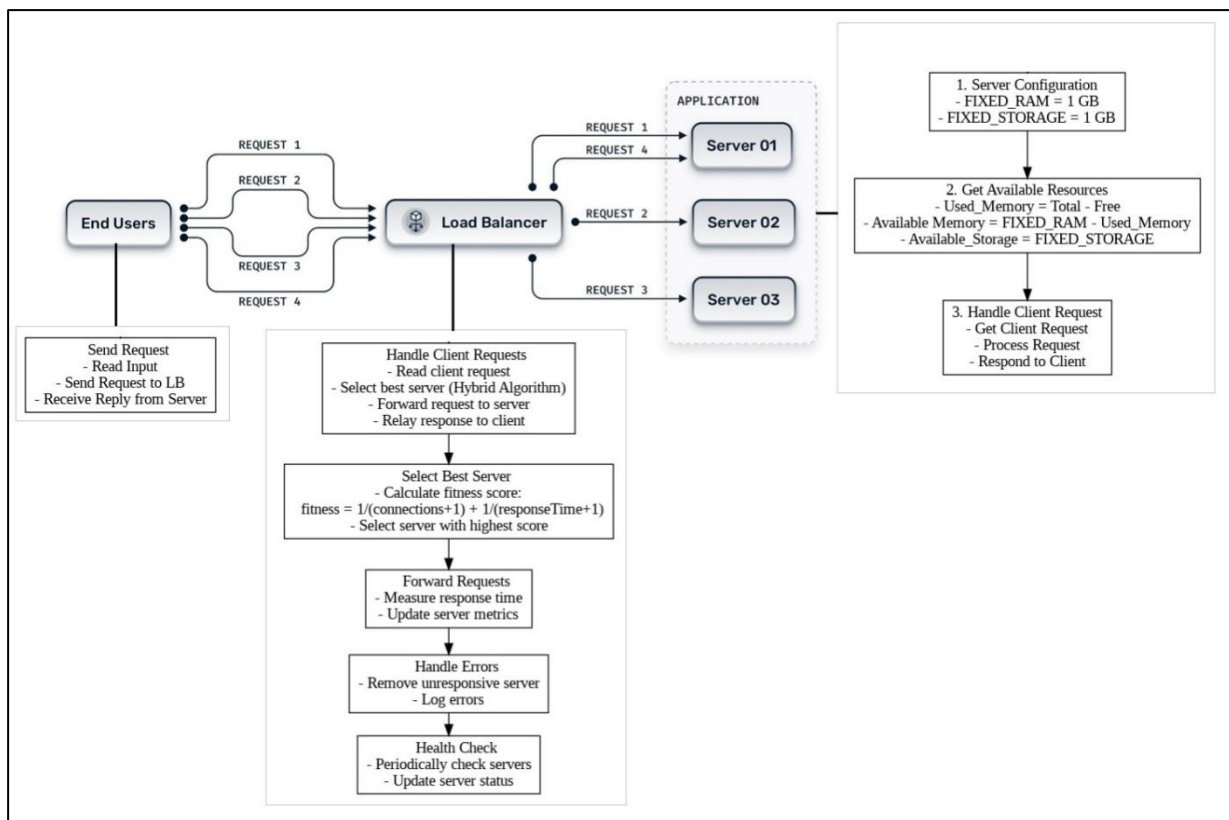 REQUEST 1
REQUEST 2
End Users
REQUEST 3
REQUEST 4
Load Balancer
APPLICATION
REQUEST 1
REQUEST 4
Server 01
REQUEST 2
Server 02
REQUEST 3
Server 03
Send Request
- Read Input
- Send Request to LB
- Receive Reply from Server
Handle Client Requests
- Read client request
- Select best server (Hybrid Algorithm)
- Forward request to server
- Relay response to client
Select Best Server
- Calculate fitness score:
fitness = 1/(connections+1) + 1/(responseTime+1)
- Select server with highest score
Forward Requests
- Measure response time
- Update server metrics
Handle Errors
- Remove unresponsive server
- Log errors
Health Check
- Periodically check servers
- Update server status
1. Server Configuration
- FIXED_RAM = 1 GB
- FIXED_STORAGE = 1 GB
2. Get Available Resources
- Used_Memory = Total - Free
- Available Memory = FIXED_RAM - Used_Memory
- Available_Storage = FIXED_STORAGE
3. Handle Client Request
- Get Client Request
- Process Request
- Respond to Client